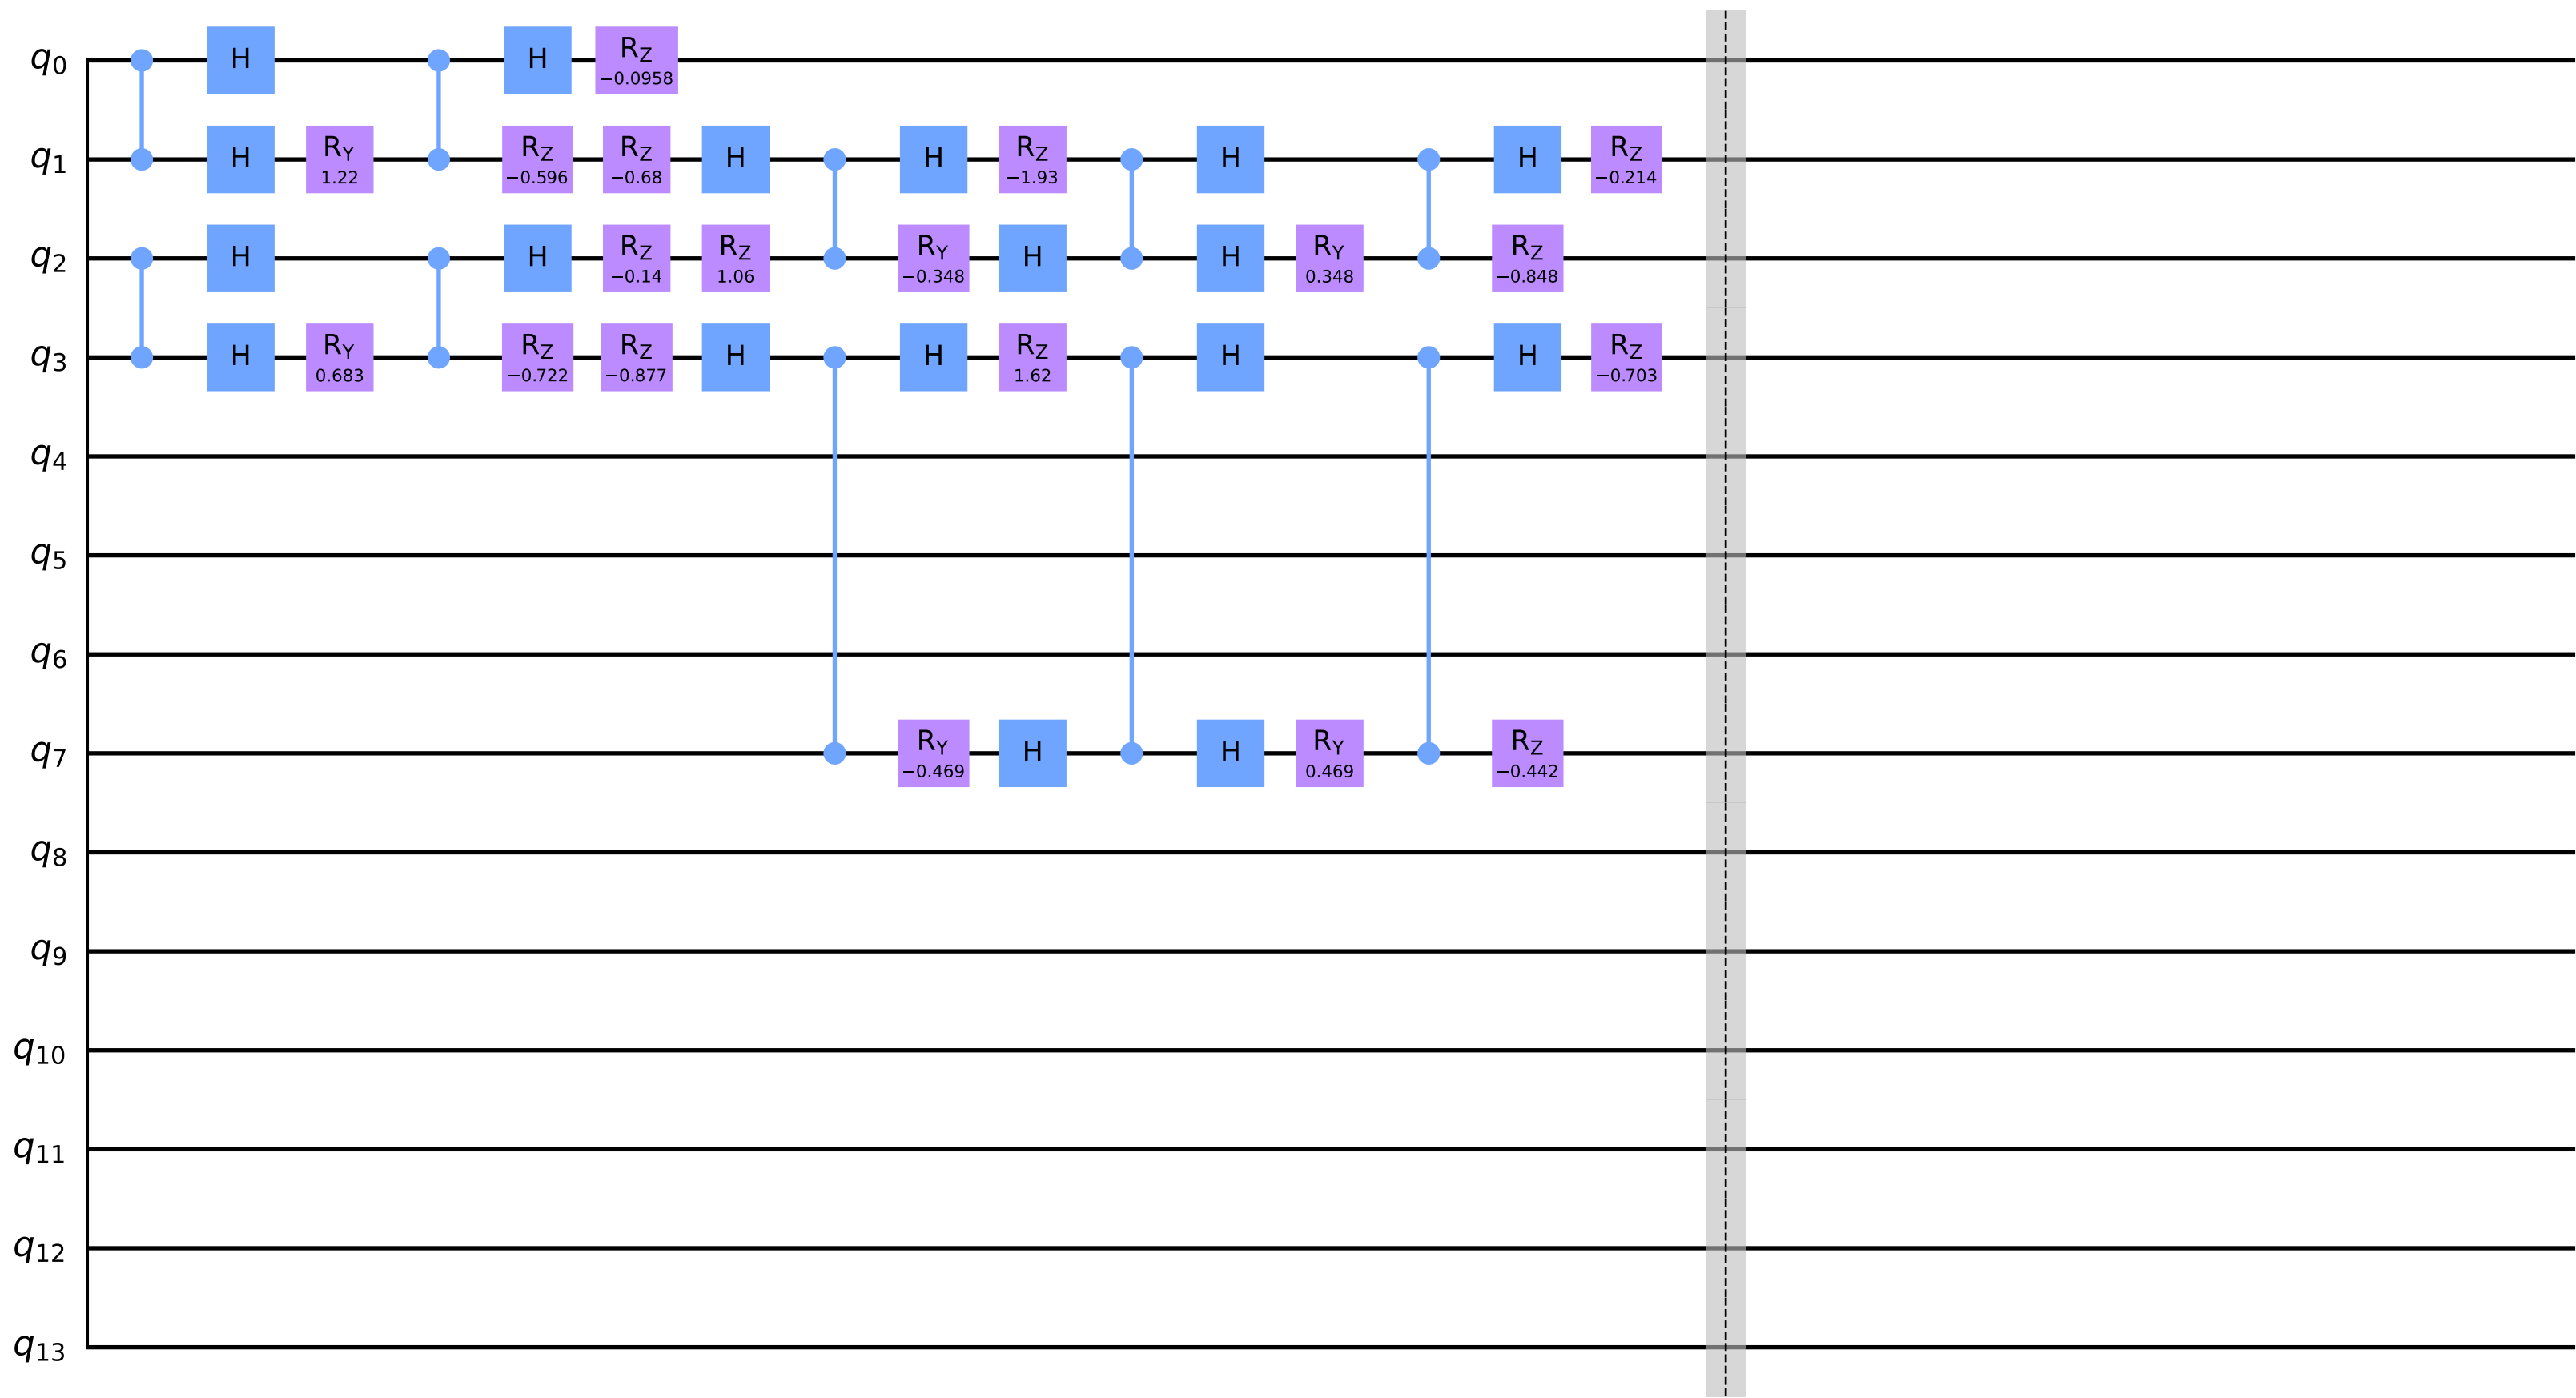 q0 H H RZ −0.0958
q1 H RY 1.22 RZ −0.596 RZ −0.68 H H RZ −1.93 H H RZ −0.214
q2 H H RZ −0.14 RZ 1.06 RY −0.348 H H RY 0.348 RZ −0.848
q3 H RY 0.683 RZ −0.722 RZ −0.877 H H RZ 1.62 H H RZ −0.703
q4
q5
q6
q7 RY −0.469 H H RY 0.469 RZ −0.442
q8
q9
q10
q11
q12
q13